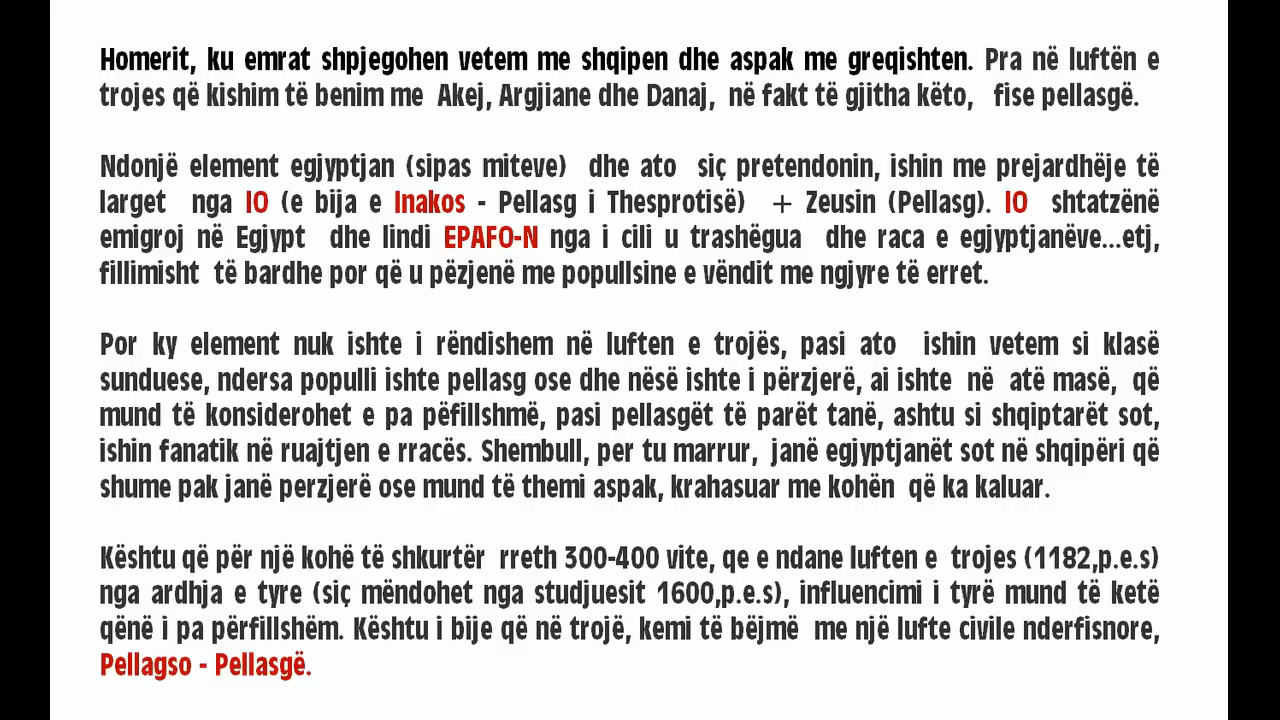 Homerit, ku emrat shpjegohen vetem me shqipen dhe aspak me greqishten. Pra në luftën e
trojes që kishim të benim me Akej, Argjiane dhe Danaj, në fakt të gjitha këto, fise pellasgë.
Ndonjë element egjyptjan (sipas miteve) dhe ato siç pretendonin, ishin me prejardhëje të
larget nga IO (e bija e Inakos - Pellasg i Thesprotisë) + Zeusin (Pellasg). IO shtatzënë
emigroj në Egjypt dhe lindi EPAFO-N nga i cili u trashëgua dhe raca e egjyptjanëve...etj,
fillimisht të bardhe por që u pëzjenë me popullsine e vëndit me ngjyre të erret.
Por ky element nuk ishte i rëndishem në luften e trojës, pasi ato ishin vetem si klasë
sunduese, ndersa populli ishte pellasg ose dhe nësë ishte i përzjerë, ai ishte në atë masë, që
mund të konsiderohet e pa pëfillshmë, pasi pellasgët të parët tanë, ashtu si shqiptarët sot,
ishin fanatik në ruajtjen e rracës. Shembull, per tu marrur, janë egjyptjanët sot në shqipëri që
shume pak janë perzjerë ose mund të themi aspak, krahasuar me kohën që ka kaluar.
Kështu që për një kohë të shkurtër rreth 300-400 vite, qe e ndane luften e trojes (1182,p.e.s)
nga ardhja e tyre (siç mëndohet nga studjuesit 1600,p.e.s), influencimi i tyrë mund të ketë
qënë i pa përfillshëm. Kështu i bije që në trojë, kemi të bëjmë me një lufte civile nderfisnore,
Pellagso - Pellasgë.